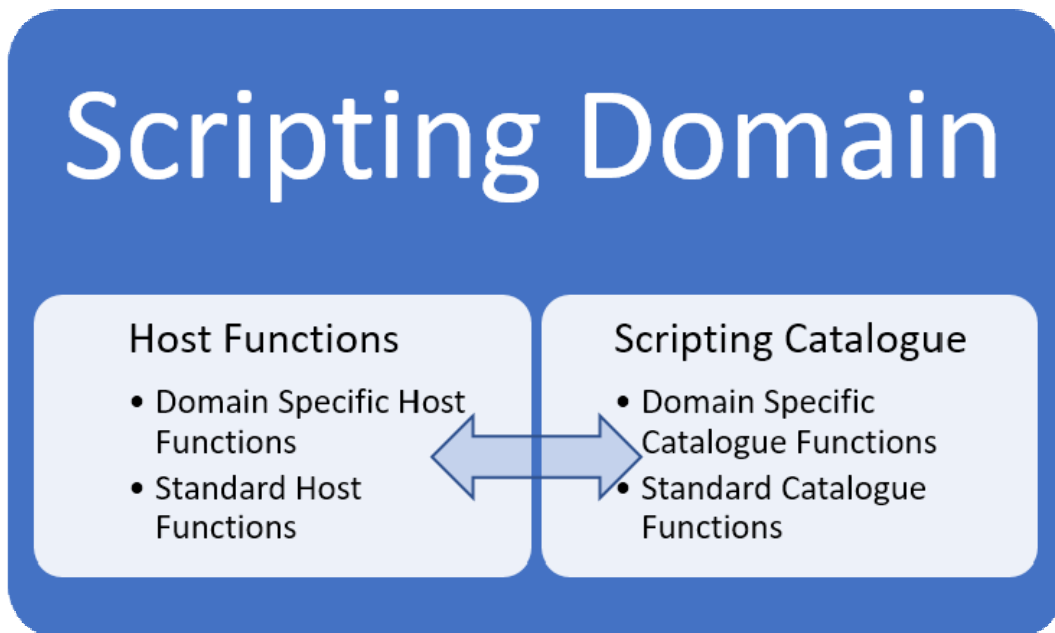 Scripting Domain
Host Functions
• Domain Specific Host
Functions
• Standard Host
Functions
Scripting Catalogue
• Domain Specific
Catalogue Functions
• Standard Catalogue
Functions